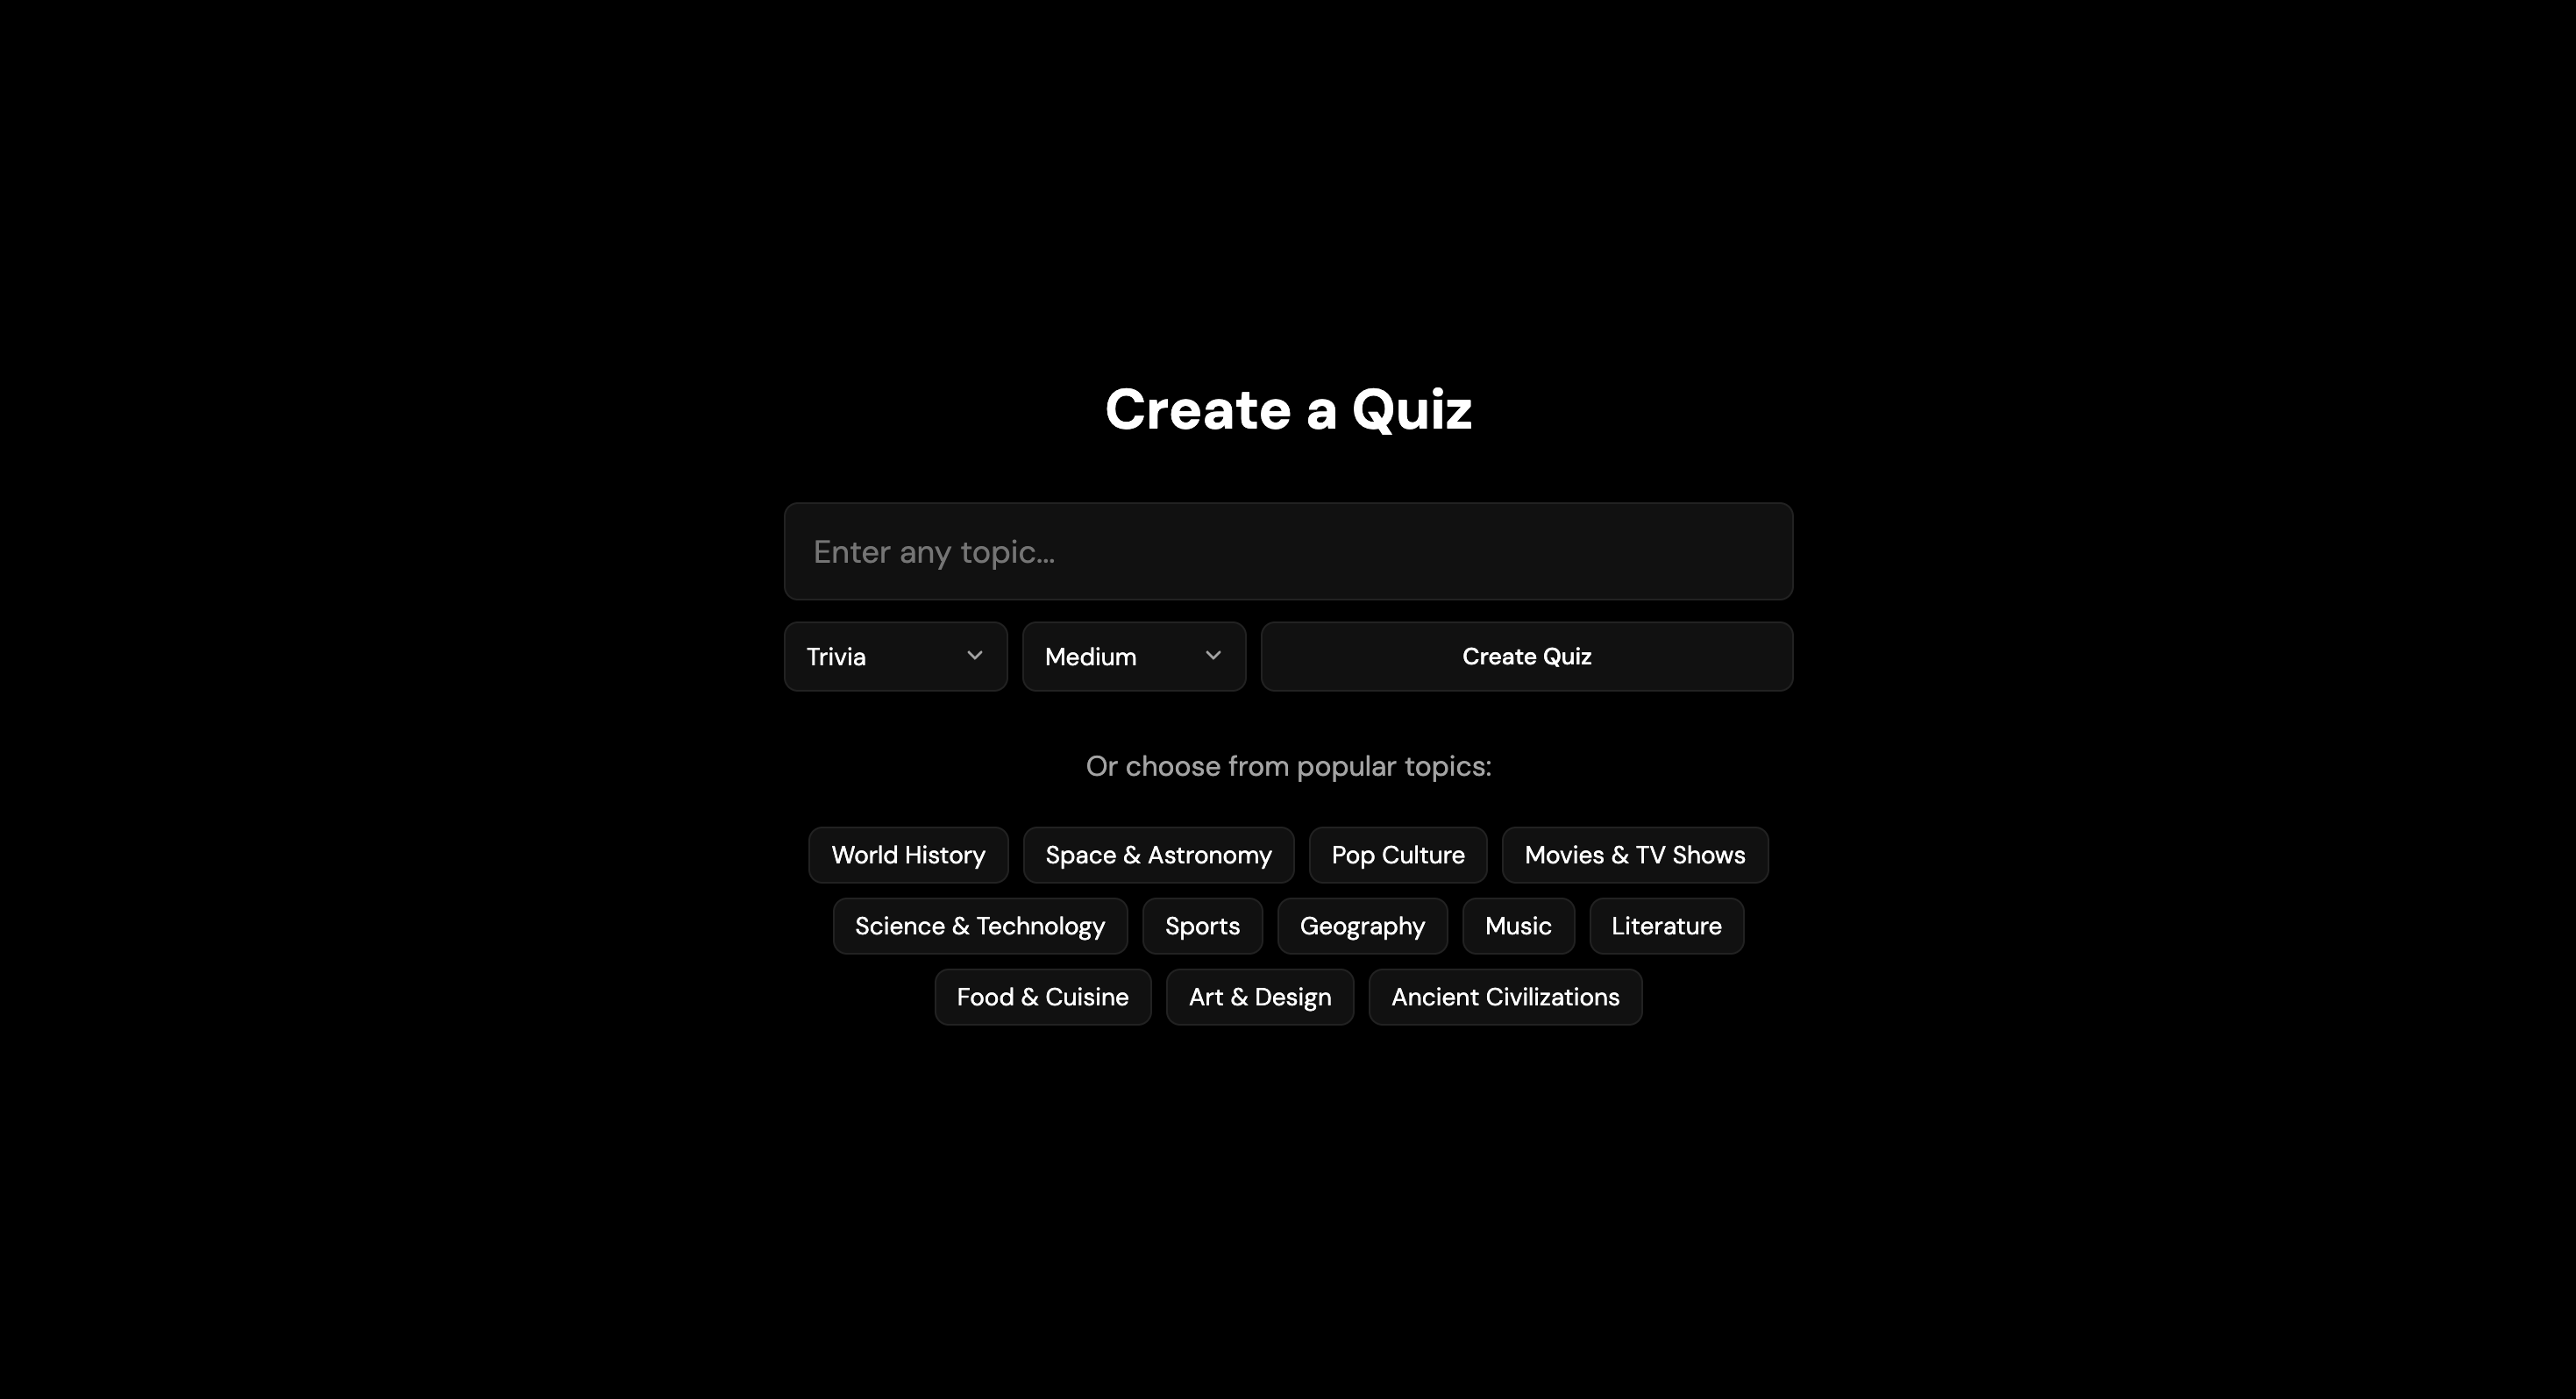 Create a Quiz
Enter any topic...
Trivia Medium Create Quiz
Or choose from popular topics:
World History Space & Astronomy Pop Culture Movies & TV Shows
Science & Technology Sports Geography Music Literature
Food & Cuisine Art & Design Ancient Civilizations